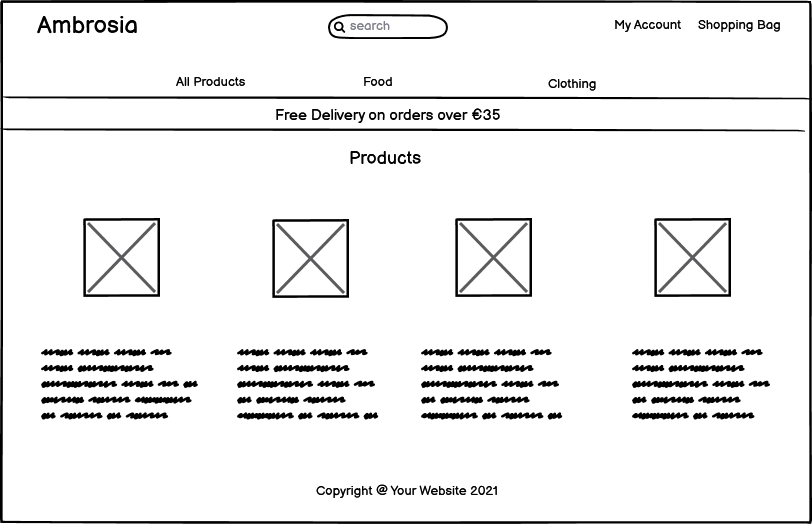 Ambrosia
search
My Account Shopping Bag
All Products Food Clothing
Free Delivery on orders over €35
Products
Copyright @ Your Website 2021